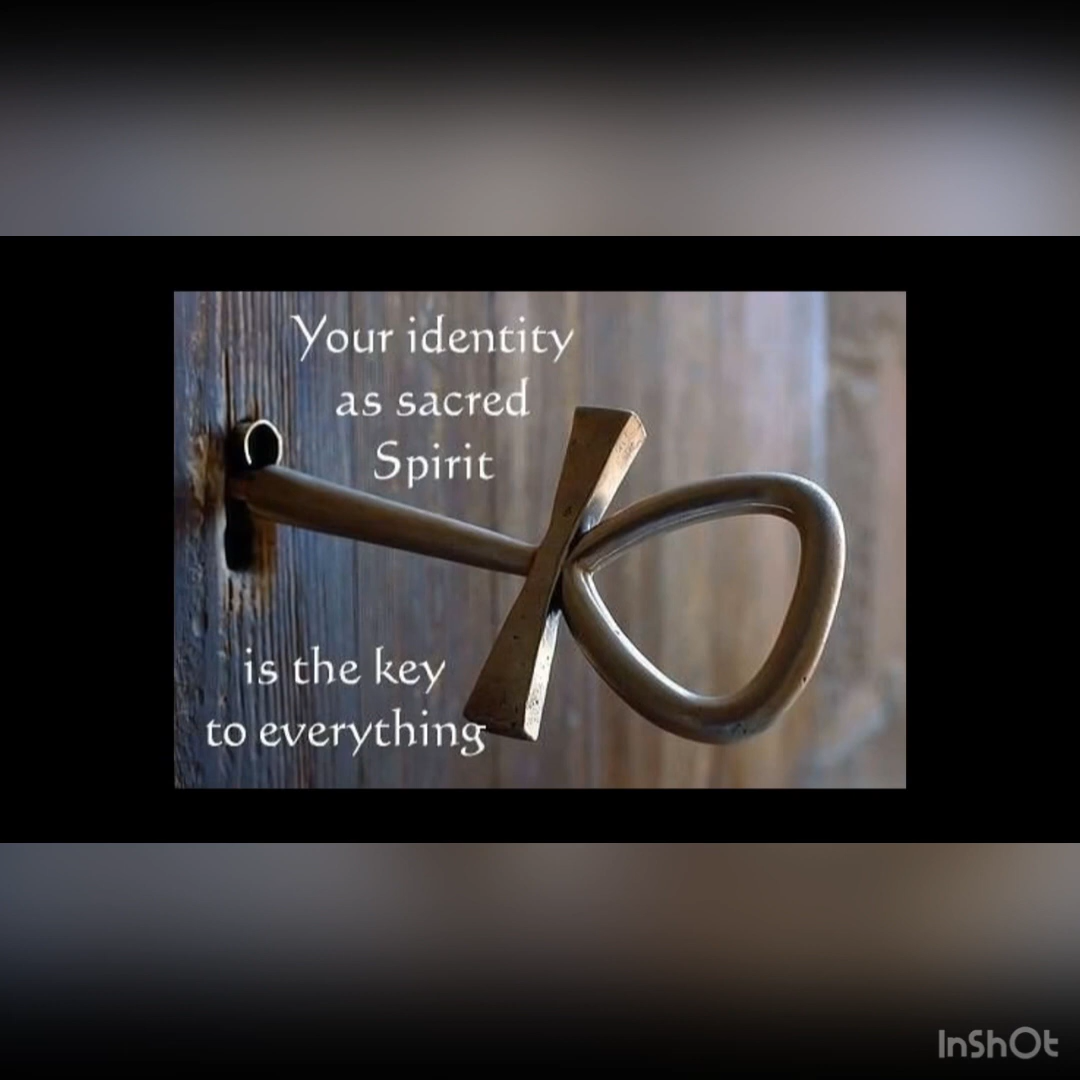 Your identity
as sacred
Spirit
is the key
to everything
InShOt